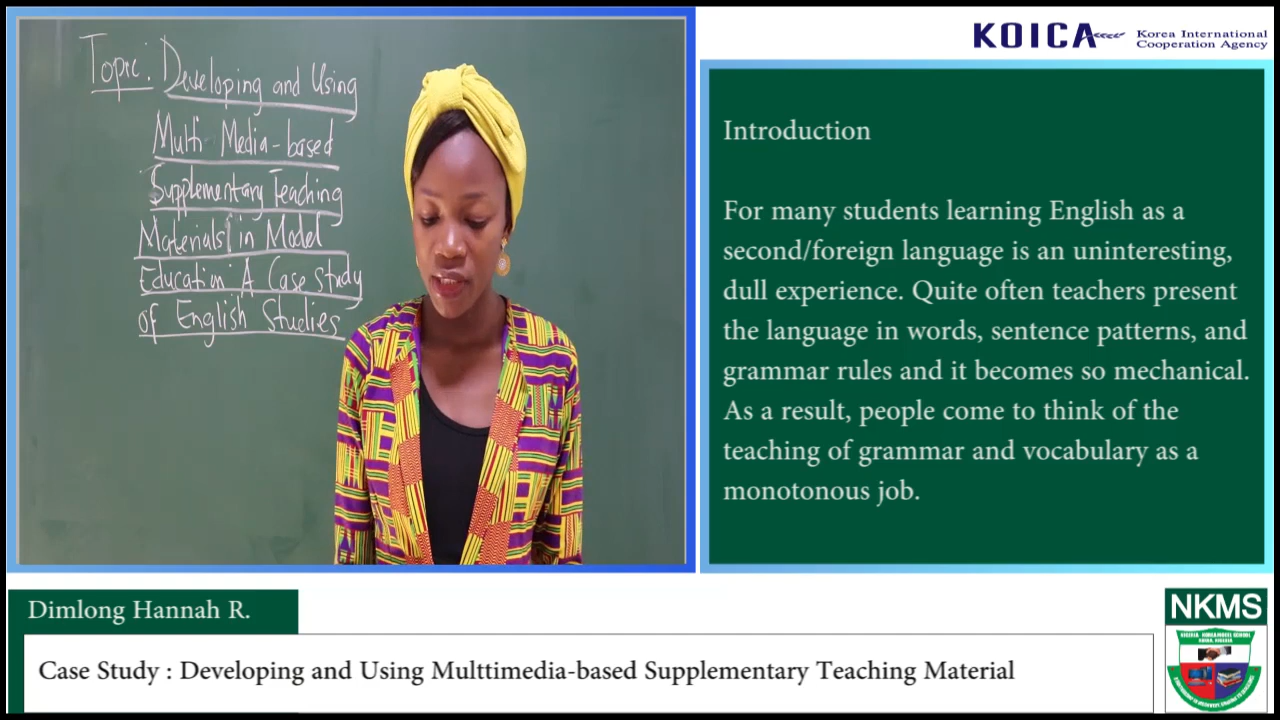 Topic: Developing and Using
Multi Media-based
Supplementary Teaching
Materials in Model
Education: A Case Study
of English Studies
KOICA
Korea International
Cooperation Agency
Introduction
For many students learning English as a
second/foreign language is an uninteresting,
dull experience. Quite often teachers present
the language in words, sentence patterns, and
grammar rules and it becomes so mechanical.
As a result, people come to think of the
teaching of grammar and vocabulary as a
monotonous job.
Dimlong Hannah R.
Case Study : Developing and Using Multtimedia-based Supplementary Teaching Material
NKMS